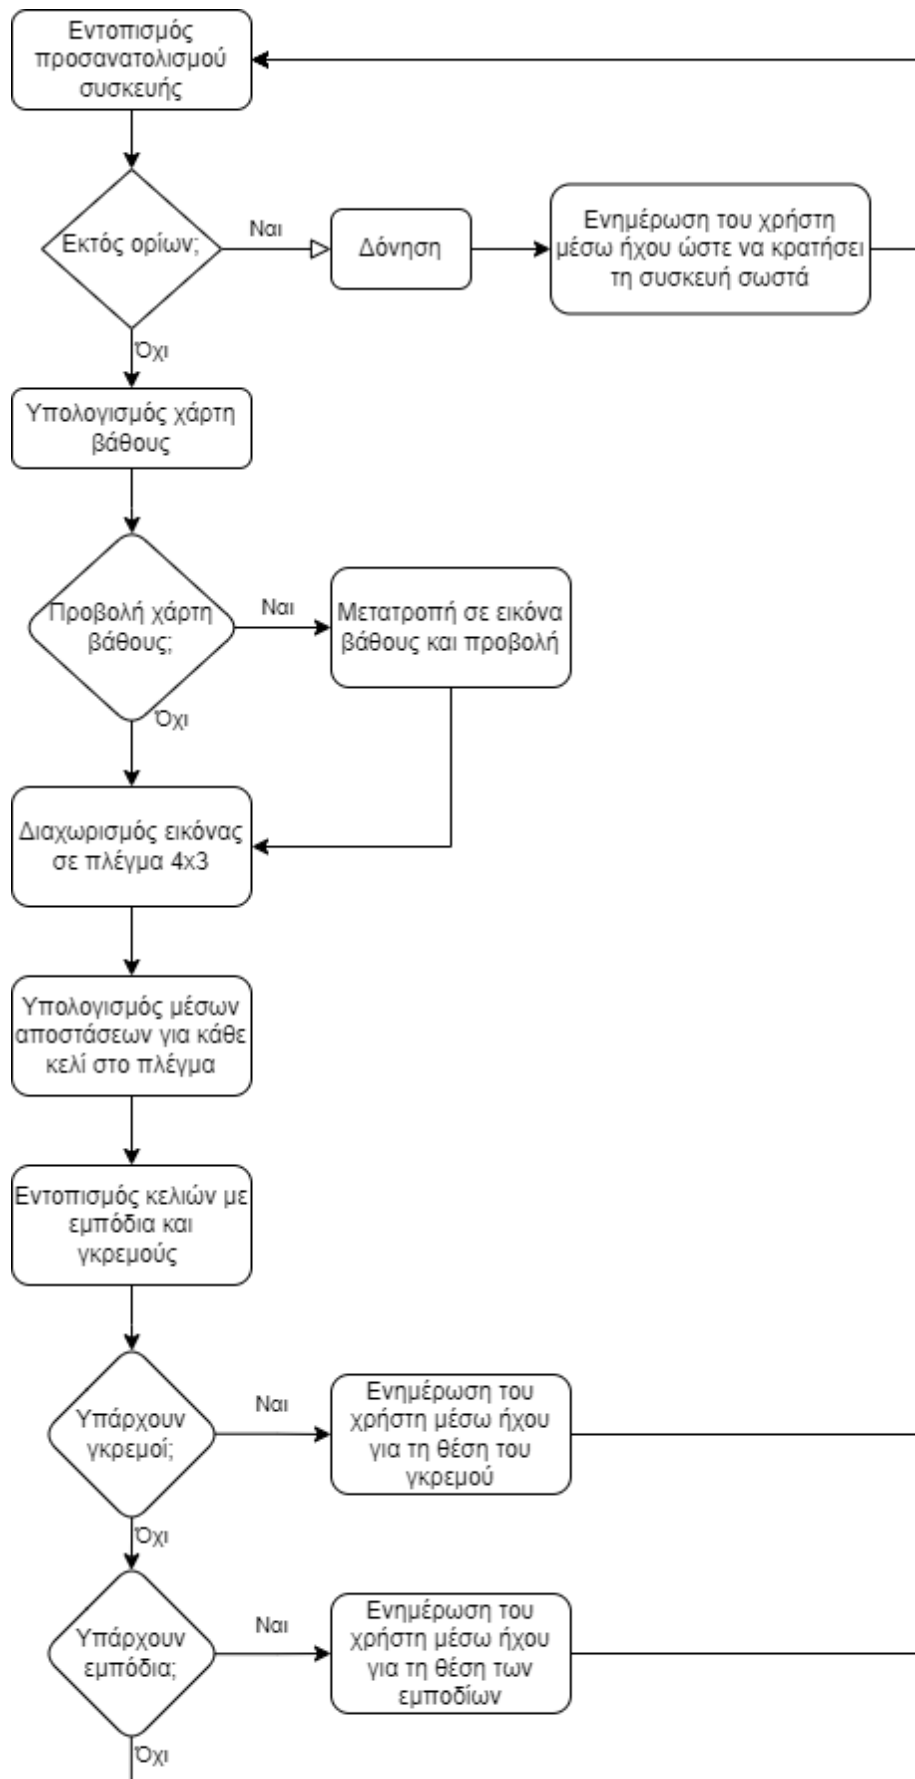 Εντοπισμός
προσανατολισμού
συσκευής
Εκτός ορίων;
Ναι
Δόνηση
Ενημέρωση του χρήστη
μέσω ήχου ώστε να κρατήσει
τη συσκευή σωστά
Όχι
Υπολογισμός χάρτη
βάθους
Προβολή χάρτη
βάθους;
Ναι
Μετατροπή σε εικόνα
βάθους και προβολή
Όχι
Διαχωρισμός εικόνας
σε πλέγμα 4x3
Υπολογισμός μέσων
αποστάσεων για κάθε
κελί στο πλέγμα
Εντοπισμός κελιών με
εμπόδια και
γκρεμούς
Υπάρχουν
γκρεμοί;
Ναι
Ενημέρωση του
χρήστη μέσω ήχου
για τη θέση του
γκρεμού
Όχι
Υπάρχουν
εμπόδια;
Ναι
Ενημέρωση του
χρήστη μέσω ήχου
για τη θέση των
εμποδίων
Όχι